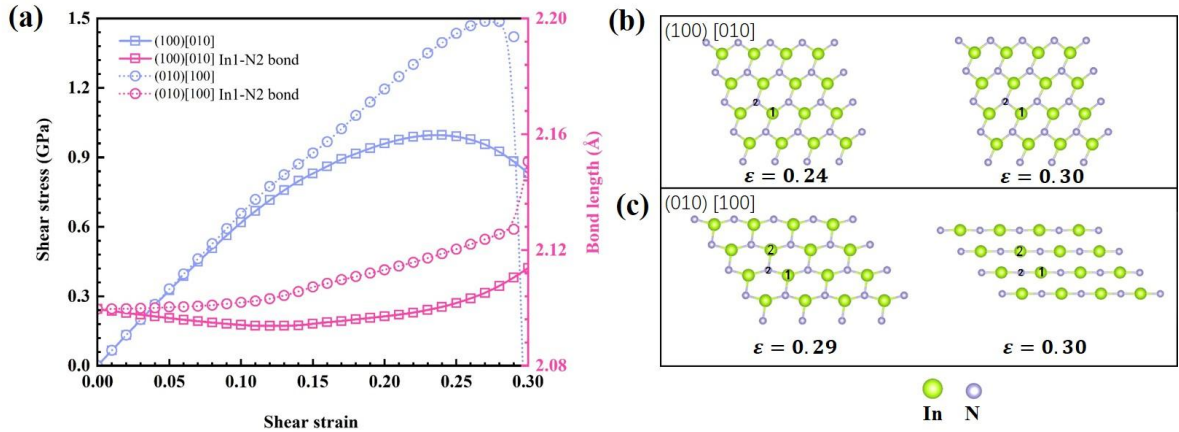 (a)
1.5
1.2
0.9
0.6
0.3
0.0
Shear stress (GPa)
(100)[010]
(100)[010] In1-N2 bond
(010)[100]
(010)[100] In1-N2 bond
2.20
2.16
2.12
2.08
Bond length (Å)
0.00 0.05 0.10 0.15 0.20 0.25 0.30
Shear strain
(b)
(100) [010]
2
1
2
1
ε = 0.24 ε = 0.30
(c)
(010) [100]
2
2
1
2
2
1
ε = 0.29 ε = 0.30
In N